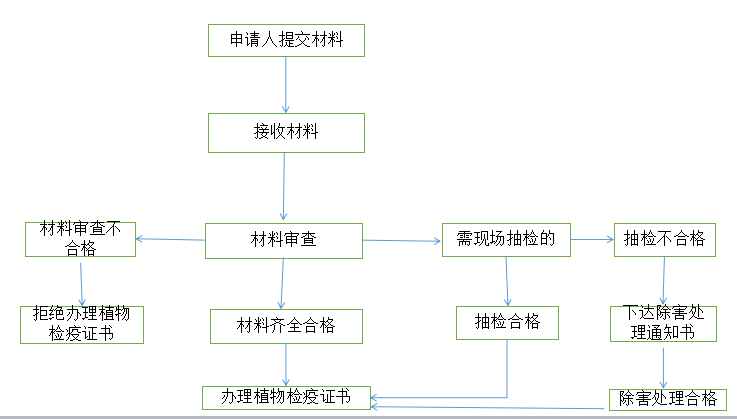 申请人提交材料
接收材料
材料审查不
合格
材料审查
需现场抽检的
抽检不合格
拒绝办理植物
检疫证书
材料齐全合格
抽检合格
下达除害处
理通知书
办理植物检疫证书
除害处理合格